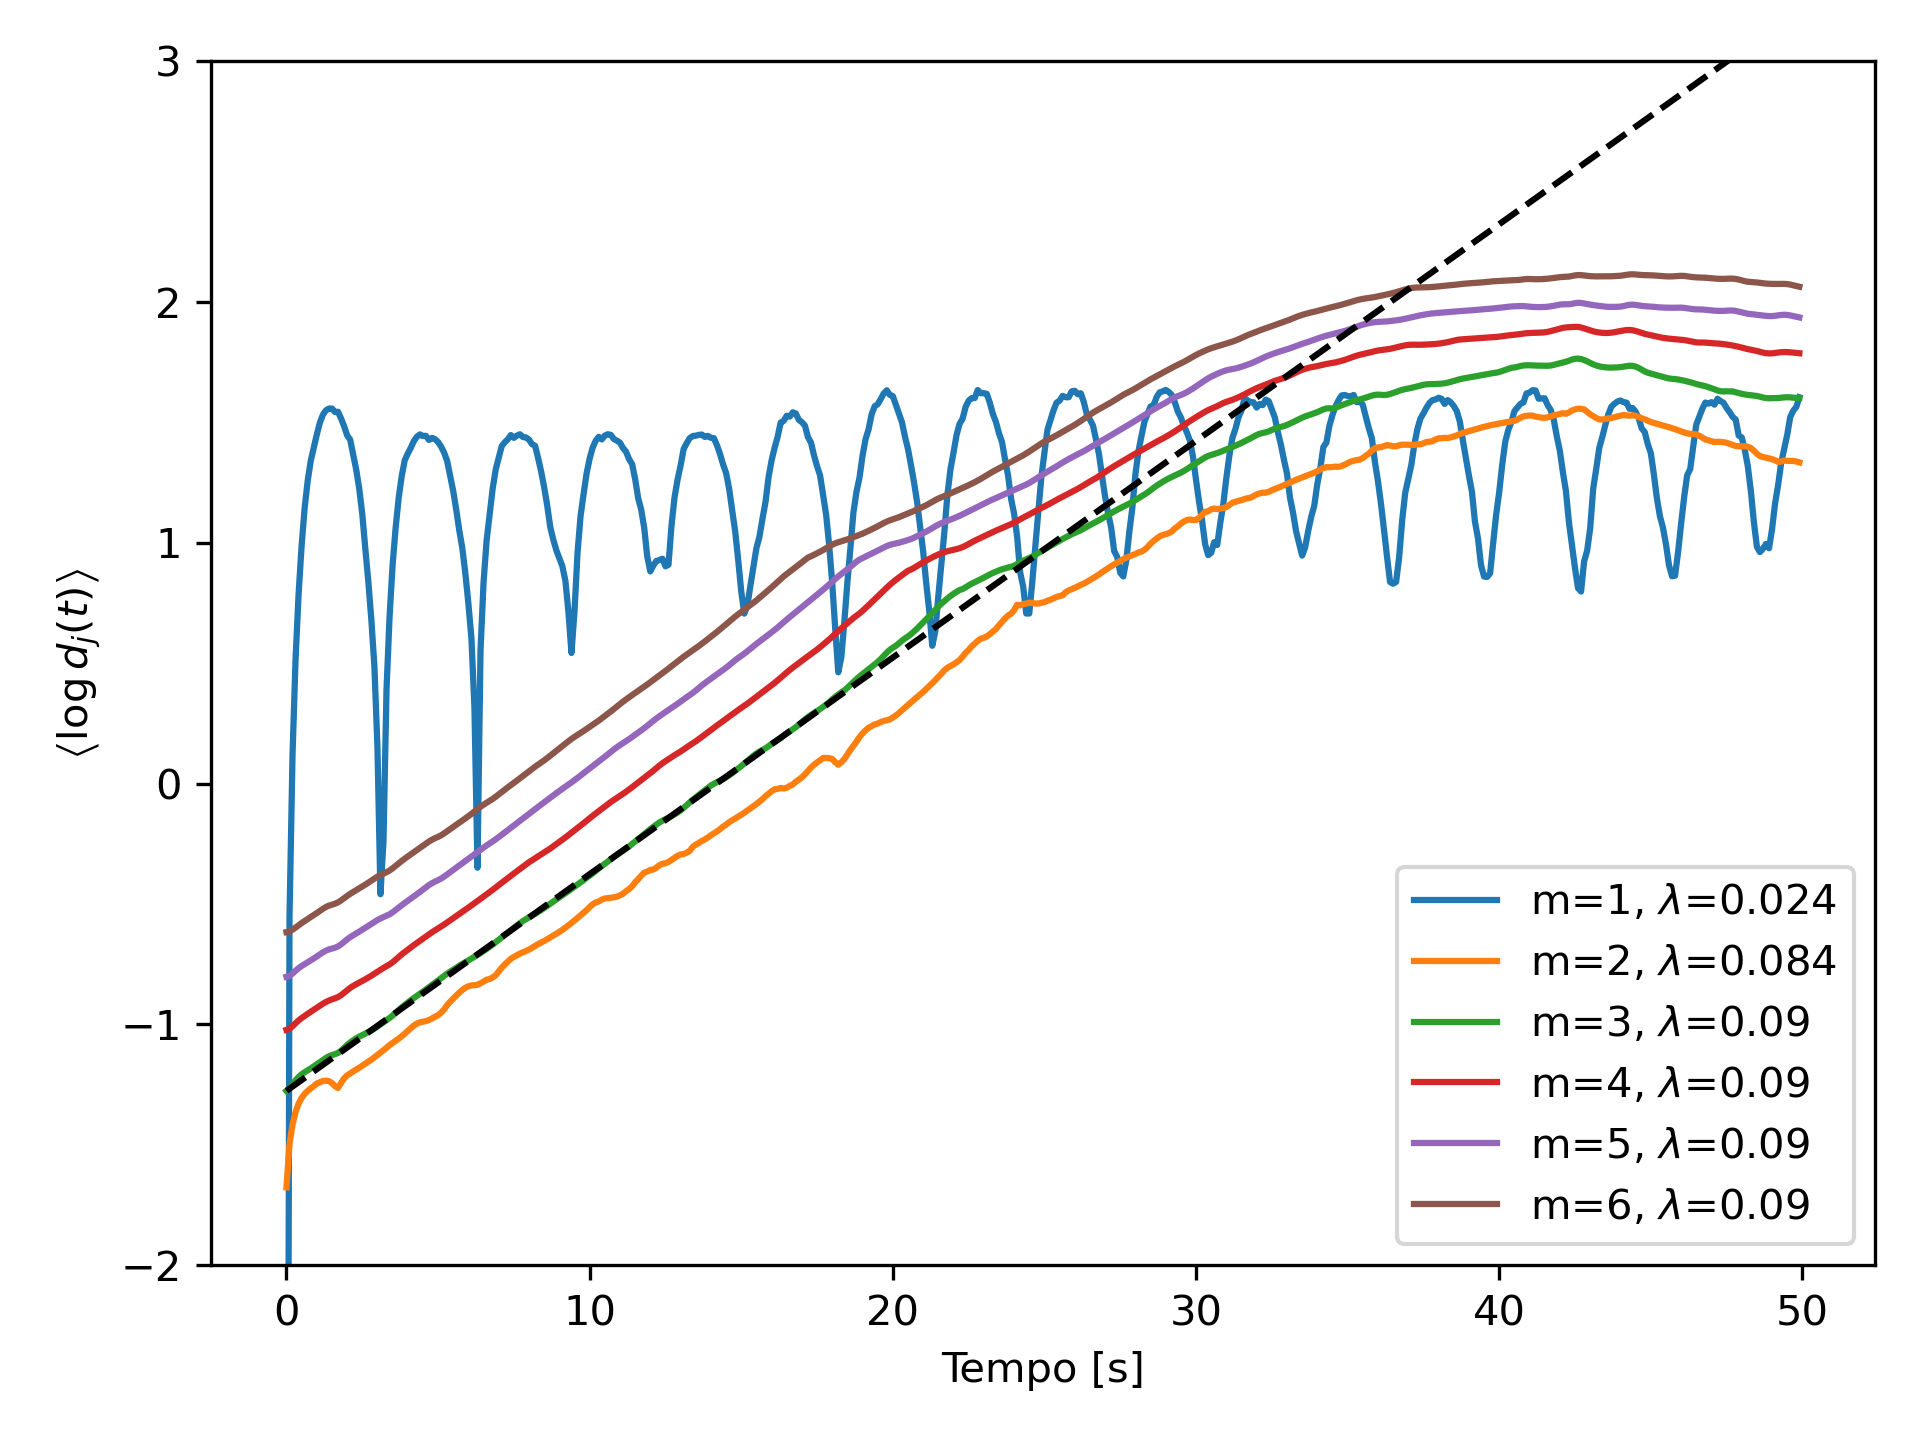 3
2
1
0
−1
−2
⟨log d_j(t)⟩
0 10 20 30 40 50
Tempo [s]
m=1, λ=0.024
m=2, λ=0.084
m=3, λ=0.09
m=4, λ=0.09
m=5, λ=0.09
m=6, λ=0.09